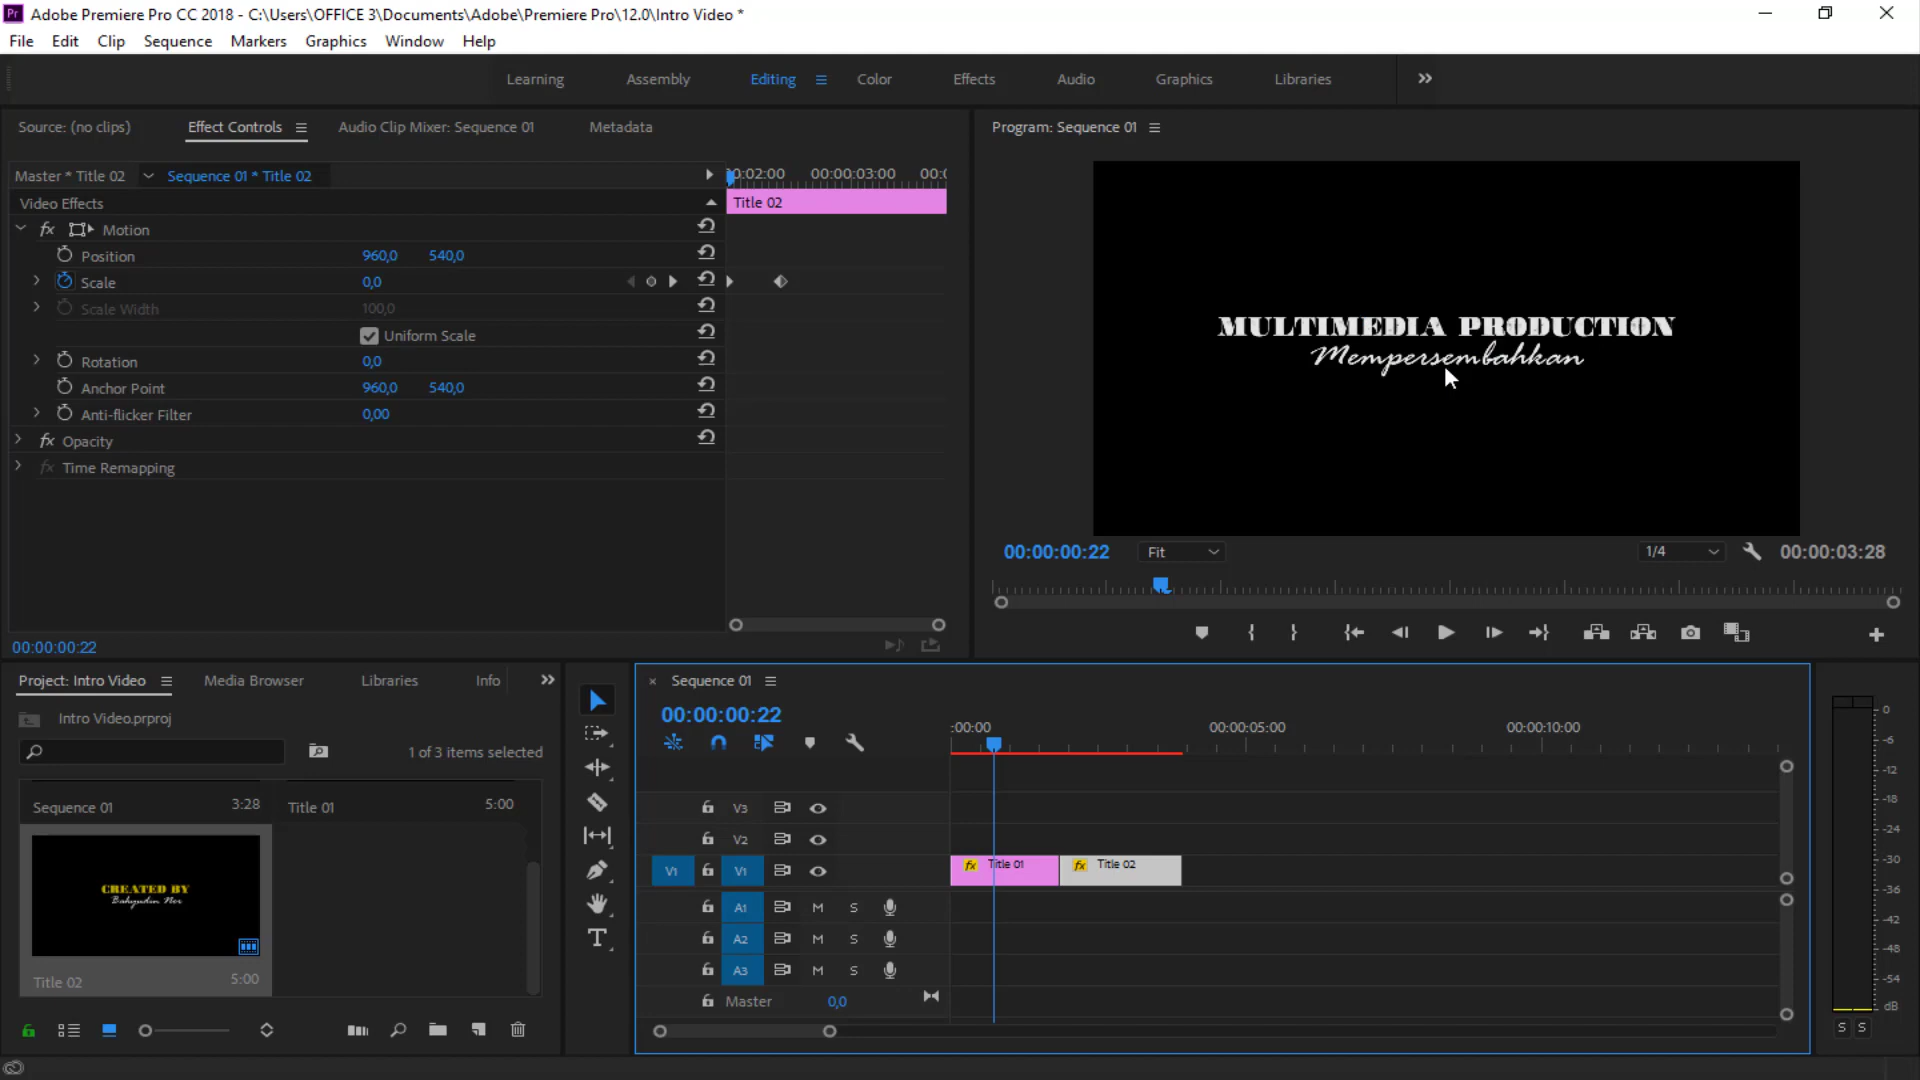 Pr Adobe Premiere Pro CC 2018 - C:\Users\OFFICE 3\Documents\Adobe\Premiere Pro\12.0\Intro Video *
File Edit Clip Sequence Markers Graphics Window Help
Learning Assembly Editing Color Effects Audio Graphics Libraries
Source: (no clips) Effect Controls Audio Clip Mixer: Sequence 01 Metadata
Program: Sequence 01
Master * Title 02 Sequence 01 * Title 02
0:02:00 00:00:03:00 00:0
Video Effects
Title 02
fx Motion
Position 960,0 540,0
Scale 0,0
Scale Width 100,0
Uniform Scale
Rotation 0,0
Anchor Point 960,0 540,0
Anti-flicker Filter 0,00
fx Opacity
fx Time Remapping
00:00:00:22
MULTIMEDIA PRODUCTION
Mempersembahkan
00:00:00:22 Fit 1/4 00:00:03:28
Project: Intro Video Media Browser Libraries Info
Intro Video.prproj
1 of 3 items selected
Sequence 01 3:28 Title 01 5:00
CREATED BY
Bahyudin Nor
Title 02 5:00
Sequence 01
00:00:00:22
:00:00 00:00:05:00 00:00:10:00
V3
V2
V1 V1 fx Title 01 fx Title 02
A1 M S
A2 M S
A3 M S
Master 0,0
0
-6
-12
-18
-24
-30
-36
-42
-48
-54
dB
S S